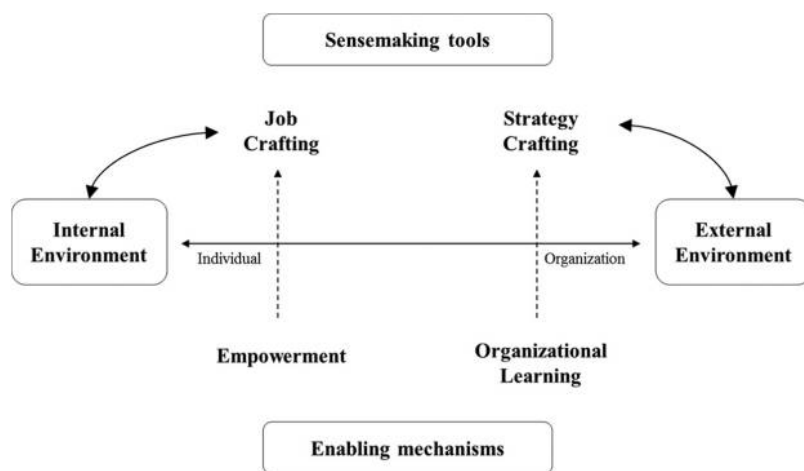 Sensemaking tools
Job
Crafting
Strategy
Crafting
Internal
Environment
External
Environment
Individual
Organization
Empowerment
Organizational
Learning
Enabling mechanisms